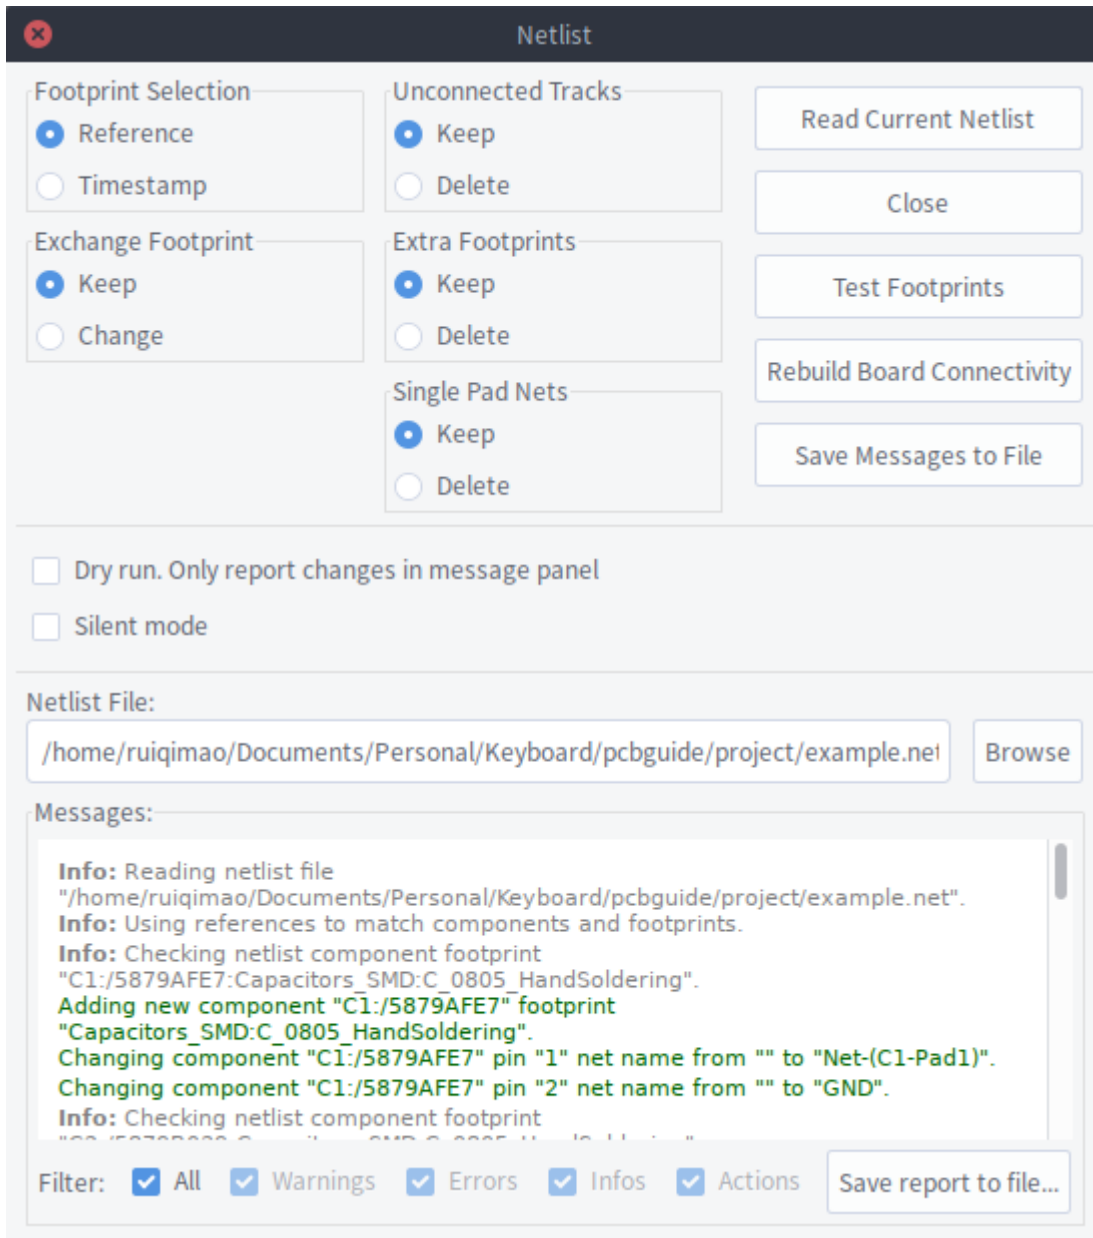 Netlist
Footprint Selection
Reference
Timestamp
Exchange Footprint
Keep
Change
Unconnected Tracks
Keep
Delete
Extra Footprints
Keep
Delete
Single Pad Nets
Keep
Delete
Read Current Netlist
Close
Test Footprints
Rebuild Board Connectivity
Save Messages to File
Dry run. Only report changes in message panel
Silent mode
Netlist File:
/home/ruiqimao/Documents/Personal/Keyboard/pcbguide/project/example.net
Browse
Messages:
Info: Reading netlist file
"/home/ruiqimao/Documents/Personal/Keyboard/pcbguide/project/example.net".
Info: Using references to match components and footprints.
Info: Checking netlist component footprint
"C1:/5879AFE7:Capacitors_SMD:C_0805_HandSoldering".
Adding new component "C1:/5879AFE7" footprint
"Capacitors_SMD:C_0805_HandSoldering".
Changing component "C1:/5879AFE7" pin "1" net name from "" to "Net-(C1-Pad1)".
Changing component "C1:/5879AFE7" pin "2" net name from "" to "GND".
Info: Checking netlist component footprint
Filter:
All
Warnings
Errors
Infos
Actions
Save report to file...